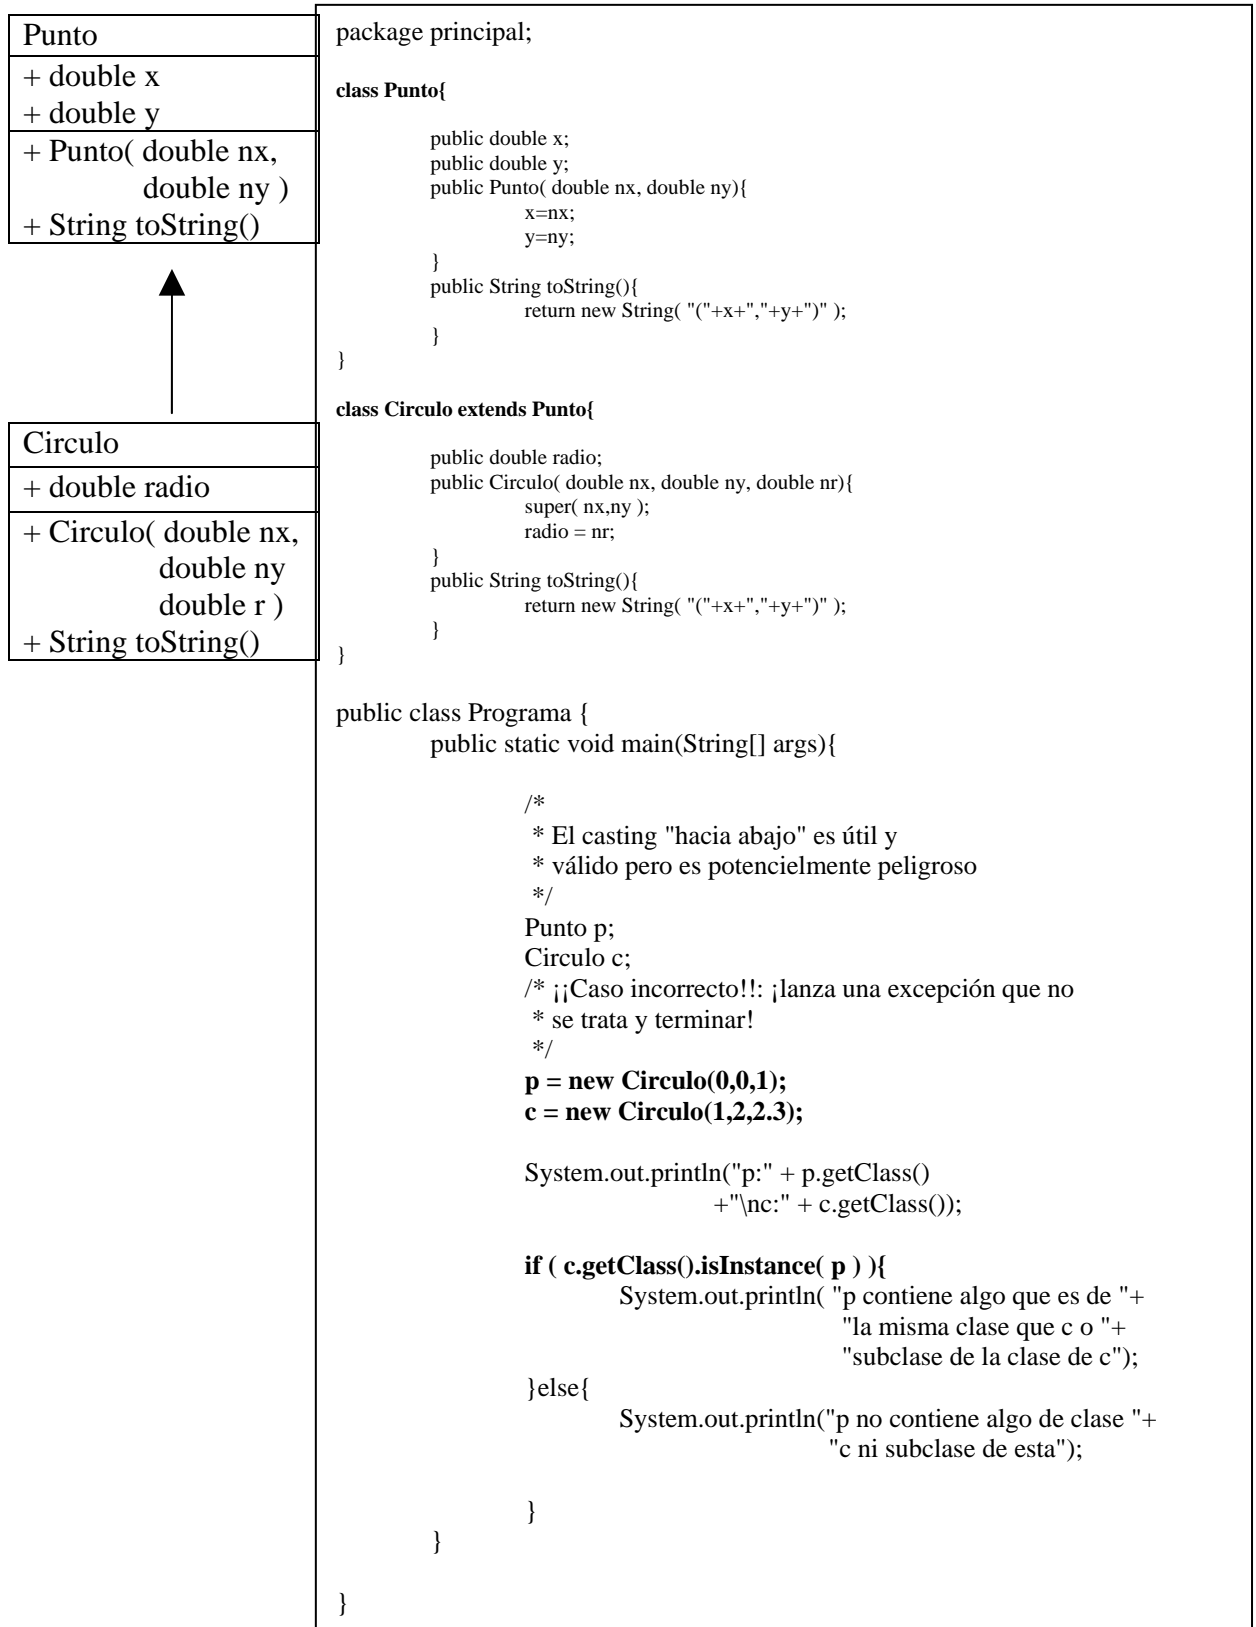 Punto
+ double x
+ double y
+ Punto( double nx,
double ny )
+ String toString()
Circulo
+ double radio
+ Circulo( double nx,
double ny
double r )
+ String toString()
package principal;
class Punto{
public double x;
public double y;
public Punto( double nx, double ny){
x=nx;
y=ny;
}
public String toString(){
return new String( "("+x+","+y+")" );
}
}
class Circulo extends Punto{
public double radio;
public Circulo( double nx, double ny, double nr){
super( nx,ny );
radio = nr;
}
public String toString(){
return new String( "("+x+","+y+")" );
}
}
public class Programa {
public static void main(String[] args){
/*
* El casting "hacia abajo" es útil y
* válido pero es potencielmente peligroso
*/
Punto p;
Circulo c;
/* ¡¡Caso incorrecto!!: ¡lanza una excepción que no
* se trata y terminar!
*/
p = new Circulo(0,0,1);
c = new Circulo(1,2,2.3);
System.out.println("p:" + p.getClass()
+"\nc:" + c.getClass());
if ( c.getClass().isInstance( p ) ){
System.out.println( "p contiene algo que es de "+
"la misma clase que c o "+
"subclase de la clase de c");
}else{
System.out.println("p no contiene algo de clase "+
"c ni subclase de esta");
}
}
}